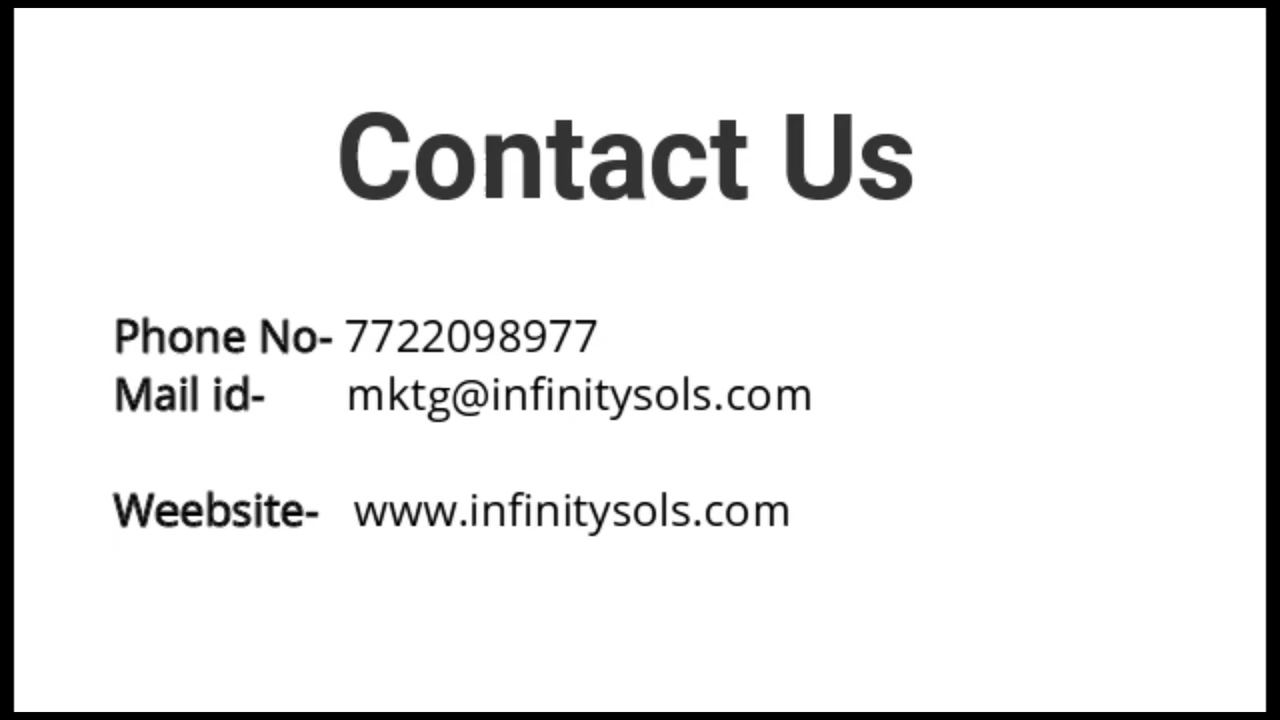 Contact Us
Phone No- 7722098977
Mail id- mktg@infinitysols.com
Weebsite- www.infinitysols.com